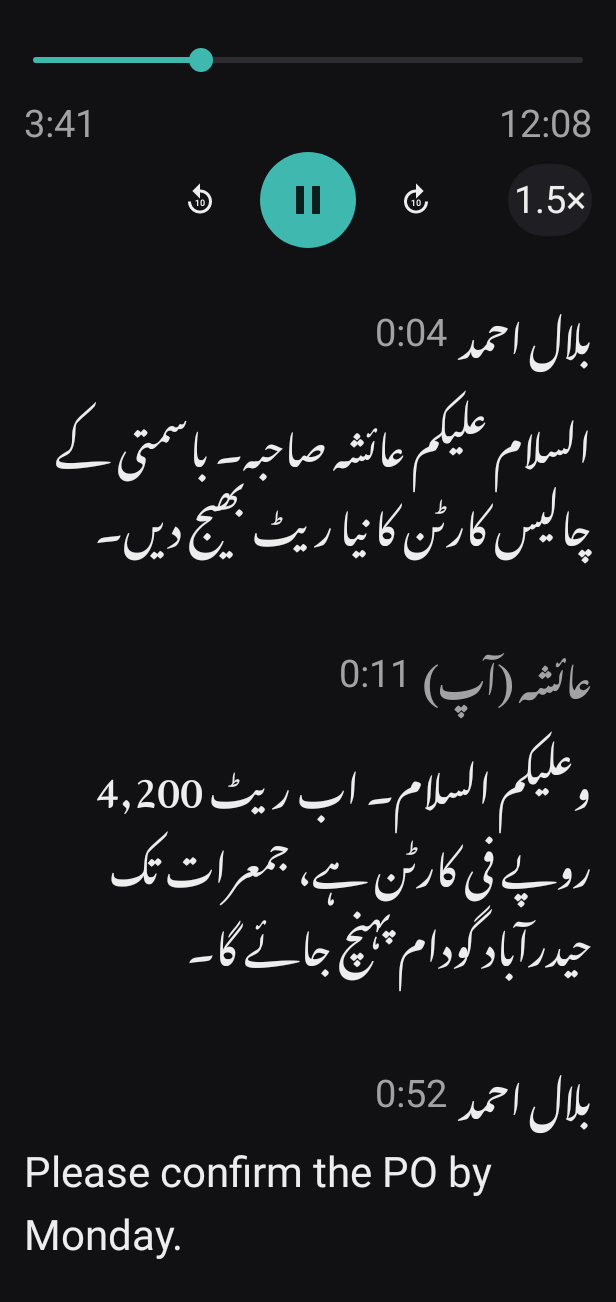 3:41 12:08
10 10 1.5×
بلال احمد 0:04
السلام علیکم عائشہ صاحبہ۔ باسمتی کے
چالیس کارٹن کا نیا ریٹ بھیج دیں۔
عائشہ (آپ) 0:11
وعلیکم السلام۔ اب ریٹ 4,200
روپے فی کارٹن ہے، جمعرات تک
حیدرآباد گودام پہنچ جائے گا۔
بلال احمد 0:52
Please confirm the PO by
Monday.